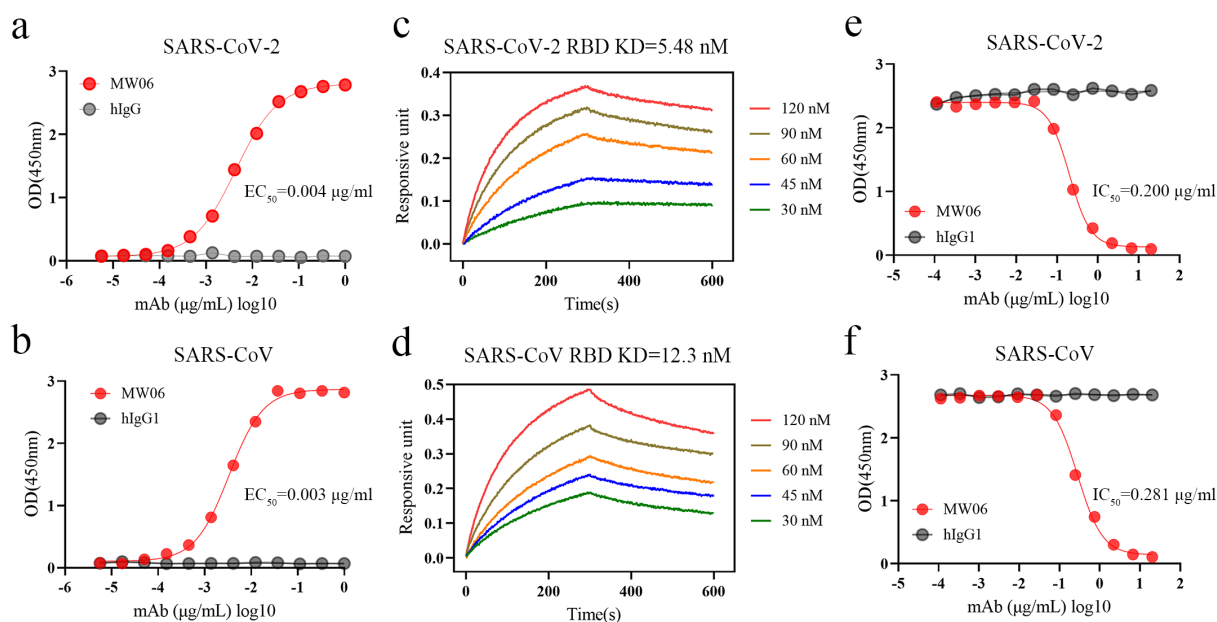 a
SARS-CoV-2
3
2
1
0
OD(450nm)
MW06
hIgG
EC50=0.004 μg/ml
-6 -5 -4 -3 -2 -1 0
mAb (μg/mL) log10
c
SARS-CoV-2 RBD KD=5.48 nM
0.4
0.3
0.2
0.1
0.0
Responsive unit
0 200 400 600
Time(s)
120 nM
90 nM
60 nM
45 nM
30 nM
e
SARS-CoV-2
3
2
1
0
OD(450nm)
IC50=0.200 μg/ml
MW06
hIgG1
-5 -4 -3 -2 -1 0 1 2
mAb (μg/mL) log10
b
SARS-CoV
3
2
1
0
OD(450nm)
MW06
hIgG1
EC50=0.003 μg/ml
-6 -5 -4 -3 -2 -1 0
mAb (μg/mL) log10
d
SARS-CoV RBD KD=12.3 nM
0.5
0.4
0.3
0.2
0.1
0.0
Responsive unit
0 200 400 600
Time(s)
120 nM
90 nM
60 nM
45 nM
30 nM
f
SARS-CoV
3
2
1
0
OD(450nm)
IC50=0.281 μg/ml
MW06
hIgG1
-5 -4 -3 -2 -1 0 1 2
mAb (μg/mL) log10